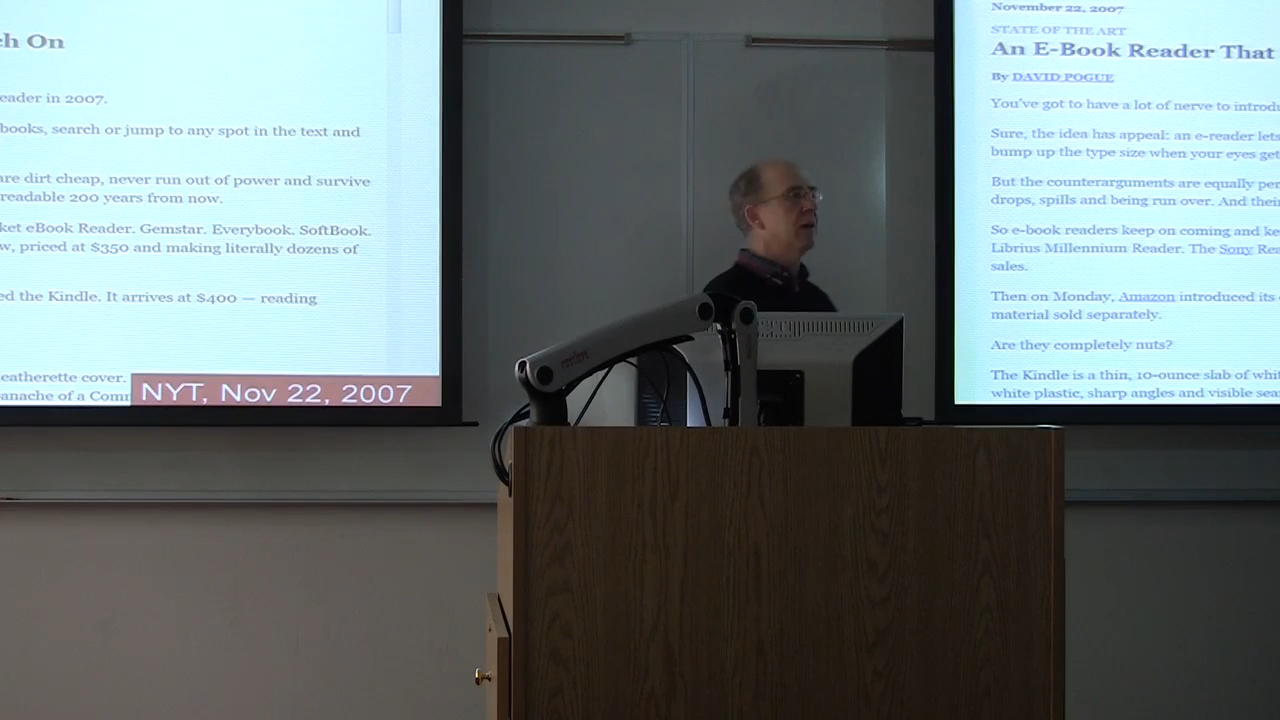 ch On
eader in 2007.
books, search or jump to any spot in the text and
are dirt cheap, never run out of power and survive
readable 200 years from now.
ket eBook Reader. Gemstar. Everybook. SoftBook.
w, priced at $350 and making literally dozens of
ed the Kindle. It arrives at $400 — reading
eatherette cover.
anache of a Com
NYT, Nov 22, 2007
November 22, 2007
STATE OF THE ART
An E-Book Reader That
By DAVID POGUE
You've got to have a lot of nerve to introdu
Sure, the idea has appeal: an e-reader lets
bump up the type size when your eyes get
But the counterarguments are equally per
drops, spills and being run over. And their
So e-book readers keep on coming and ke
Librius Millennium Reader. The Sony Rea
sales.
Then on Monday, Amazon introduced its
material sold separately.
Are they completely nuts?
The Kindle is a thin, 10-ounce slab of whit
white plastic, sharp angles and visible sea